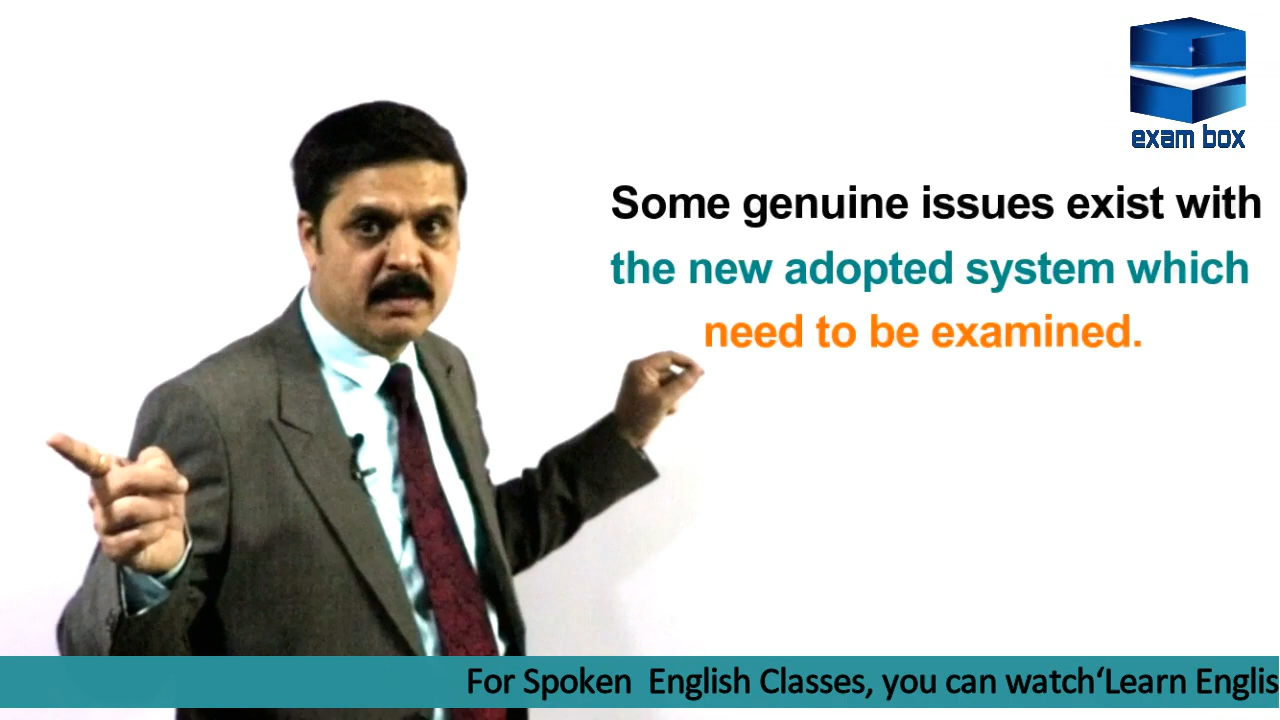 exam box
Some genuine issues exist with
the new adopted system which
need to be examined.
For Spoken  English Classes, you can watch‘Learn Englis